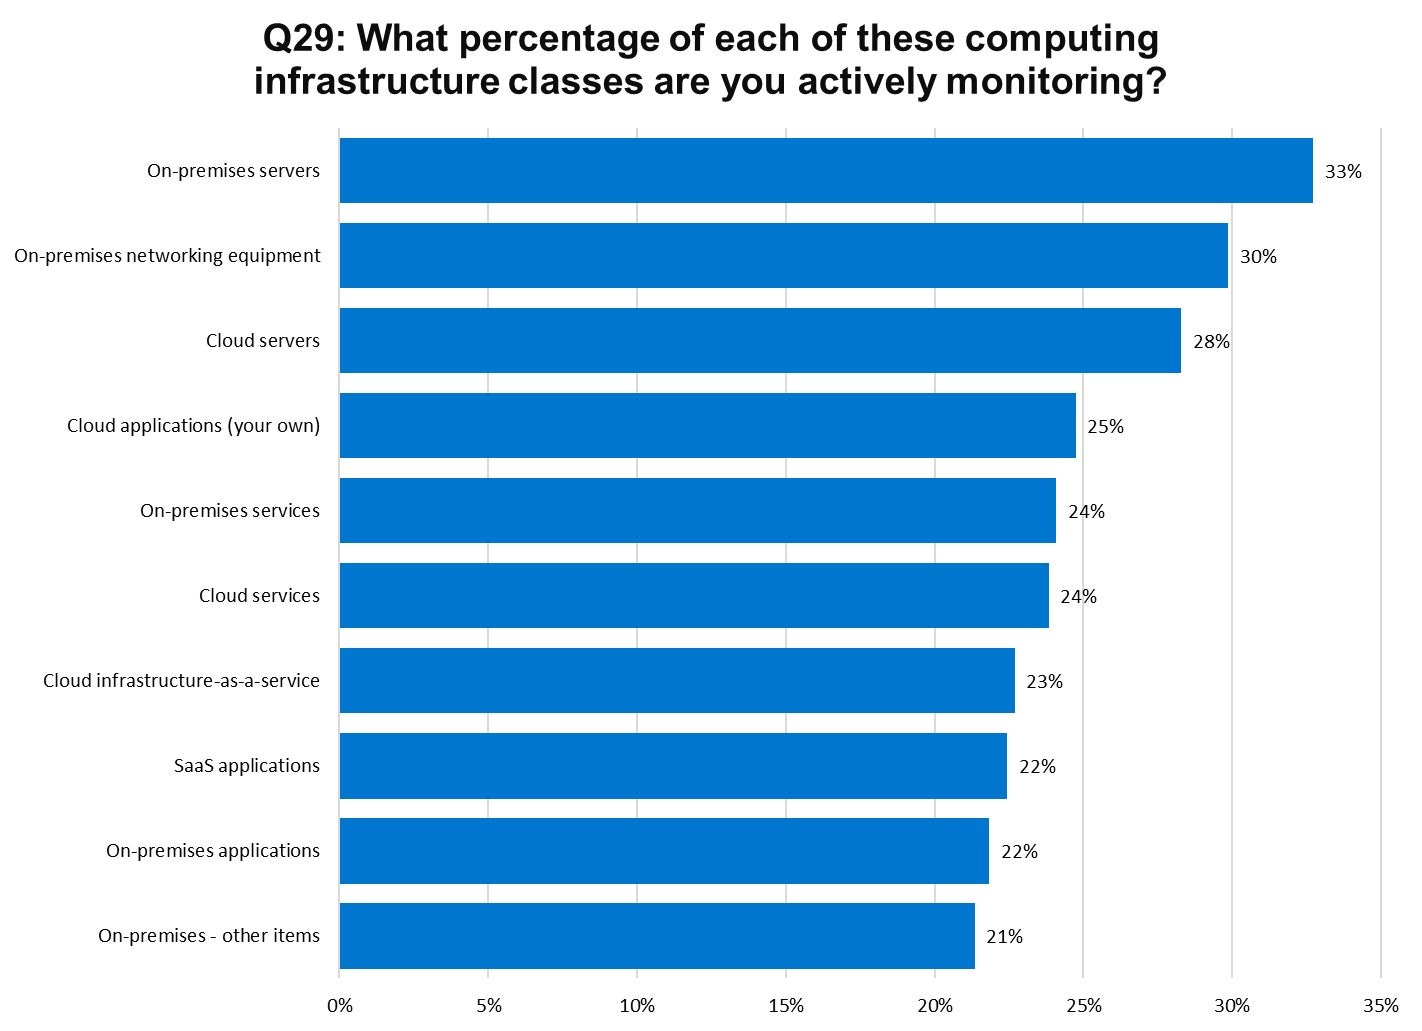 Q29: What percentage of each of these computing
infrastructure classes are you actively monitoring?
On-premises servers
33%
On-premises networking equipment
30%
Cloud servers
28%
Cloud applications (your own)
25%
On-premises services
24%
Cloud services
24%
Cloud infrastructure-as-a-service
23%
SaaS applications
22%
On-premises applications
22%
On-premises - other items
21%
0% 5% 10% 15% 20% 25% 30% 35%